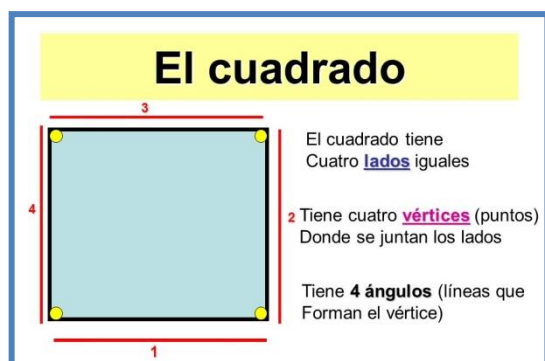 El cuadrado
3
4
2
1
El cuadrado tiene
Cuatro lados iguales
Tiene cuatro vértices (puntos)
Donde se juntan los lados
Tiene 4 ángulos (líneas que
Forman el vértice)